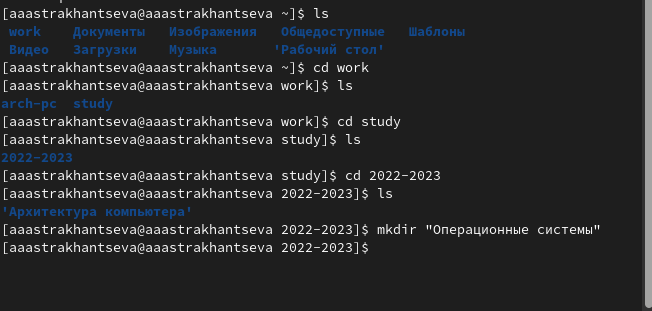 [aaastrakhantseva@aaastrakhantseva ~]$ ls
work Документы Изображения Общедоступные Шаблоны
Видео Загрузки Музыка 'Рабочий стол'
[aaastrakhantseva@aaastrakhantseva ~]$ cd work
[aaastrakhantseva@aaastrakhantseva work]$ ls
arch-pc study
[aaastrakhantseva@aaastrakhantseva work]$ cd study
[aaastrakhantseva@aaastrakhantseva study]$ ls
2022-2023
[aaastrakhantseva@aaastrakhantseva study]$ cd 2022-2023
[aaastrakhantseva@aaastrakhantseva 2022-2023]$ ls
'Архитектура компьютера'
[aaastrakhantseva@aaastrakhantseva 2022-2023]$ mkdir "Операционные системы"
[aaastrakhantseva@aaastrakhantseva 2022-2023]$